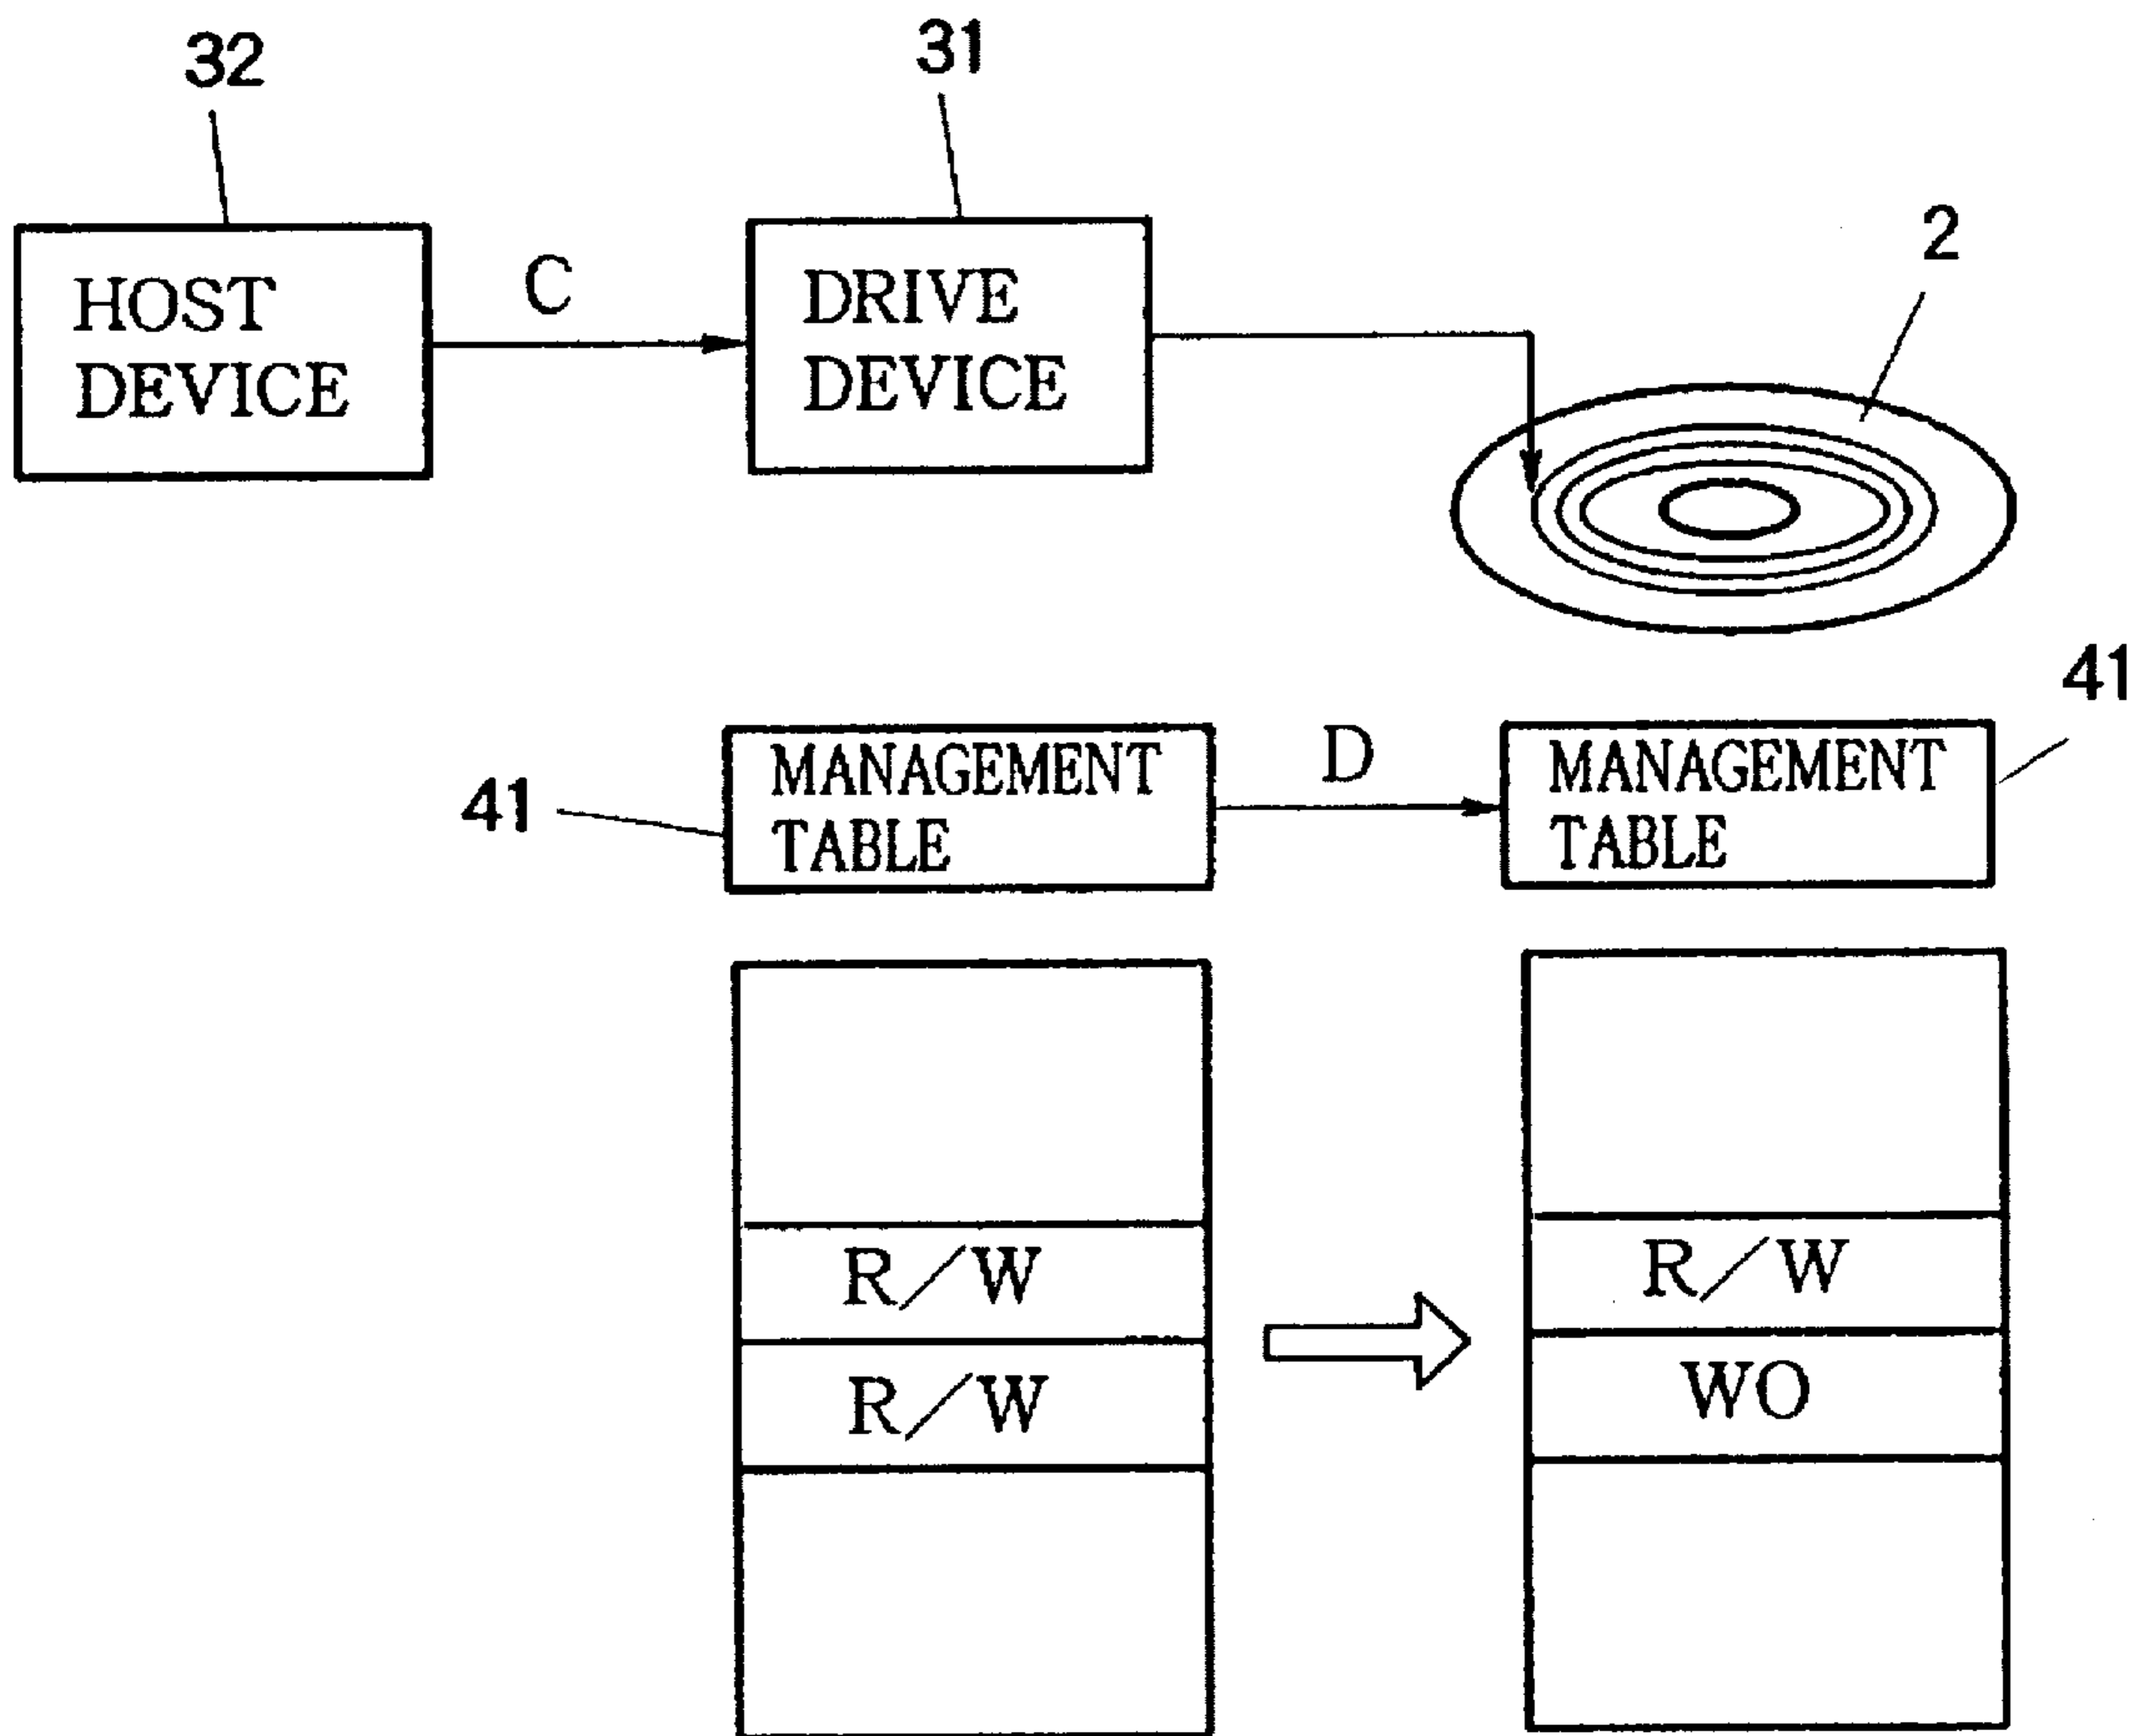 32
31
2
HOST
DEVICE
C
DRIVE
DEVICE
41
MANAGEMENT
TABLE
D
MANAGEMENT
TABLE
41
R/W
R/W
R/W
WO